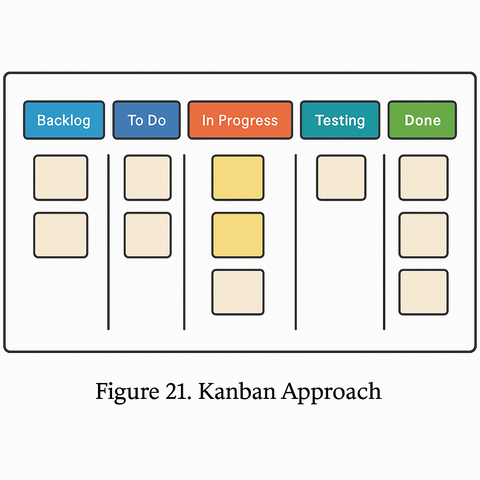 Backlog To Do In Progress Testing Done
Figure 21. Kanban Approach